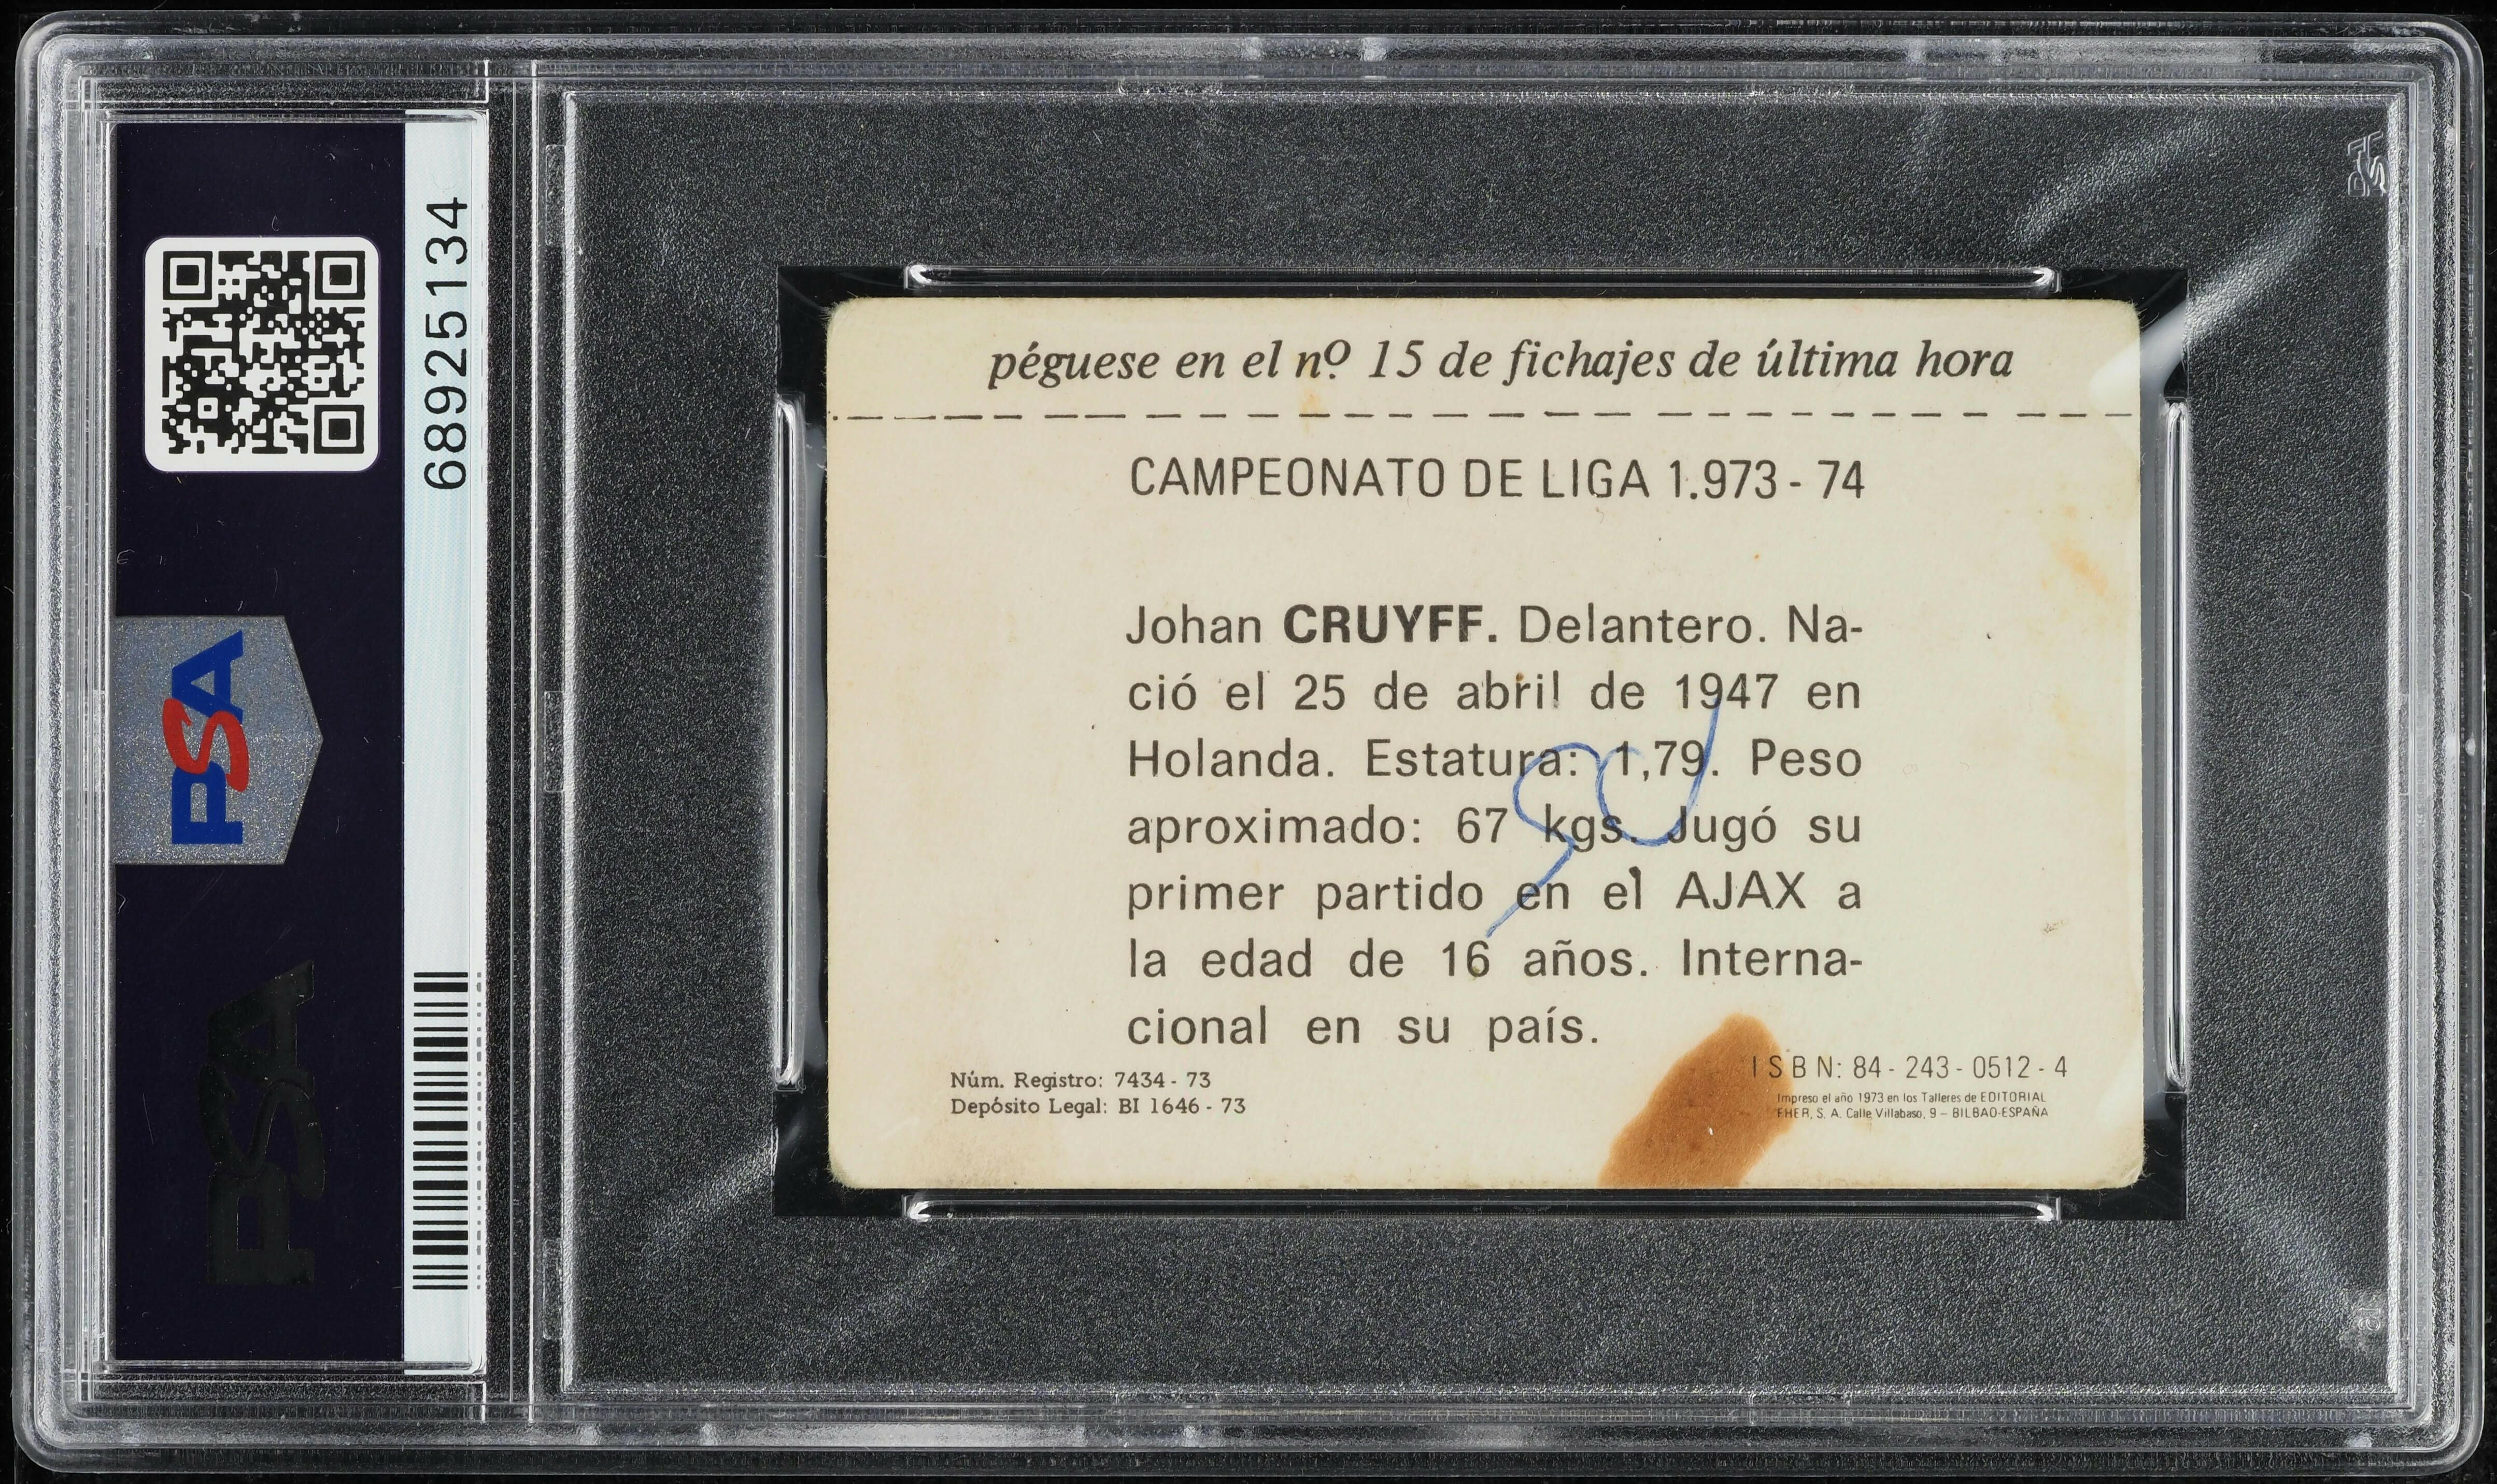 68925134
PSA
PSA
péguese en el nº 15 de fichajes de última hora
CAMPEONATO DE LIGA 1.973 - 74
Johan CRUYFF. Delantero. Na-
ció el 25 de abril de 1947 en
Holanda. Estatura: 1,79. Peso
aproximado: 67 kgs. Jugó su
primer partido en el AJAX a
la edad de 16 años. Interna-
cional en su país.
Núm. Registro: 7434 - 73
Depósito Legal: BI 1646 - 73
ISBN: 84 - 243 - 0512 - 4
Impreso el año 1973 en los Talleres de EDITORIAL
FHER, S. A. Calle Villabaso, 9 – BILBAO-ESPAÑA
PSA